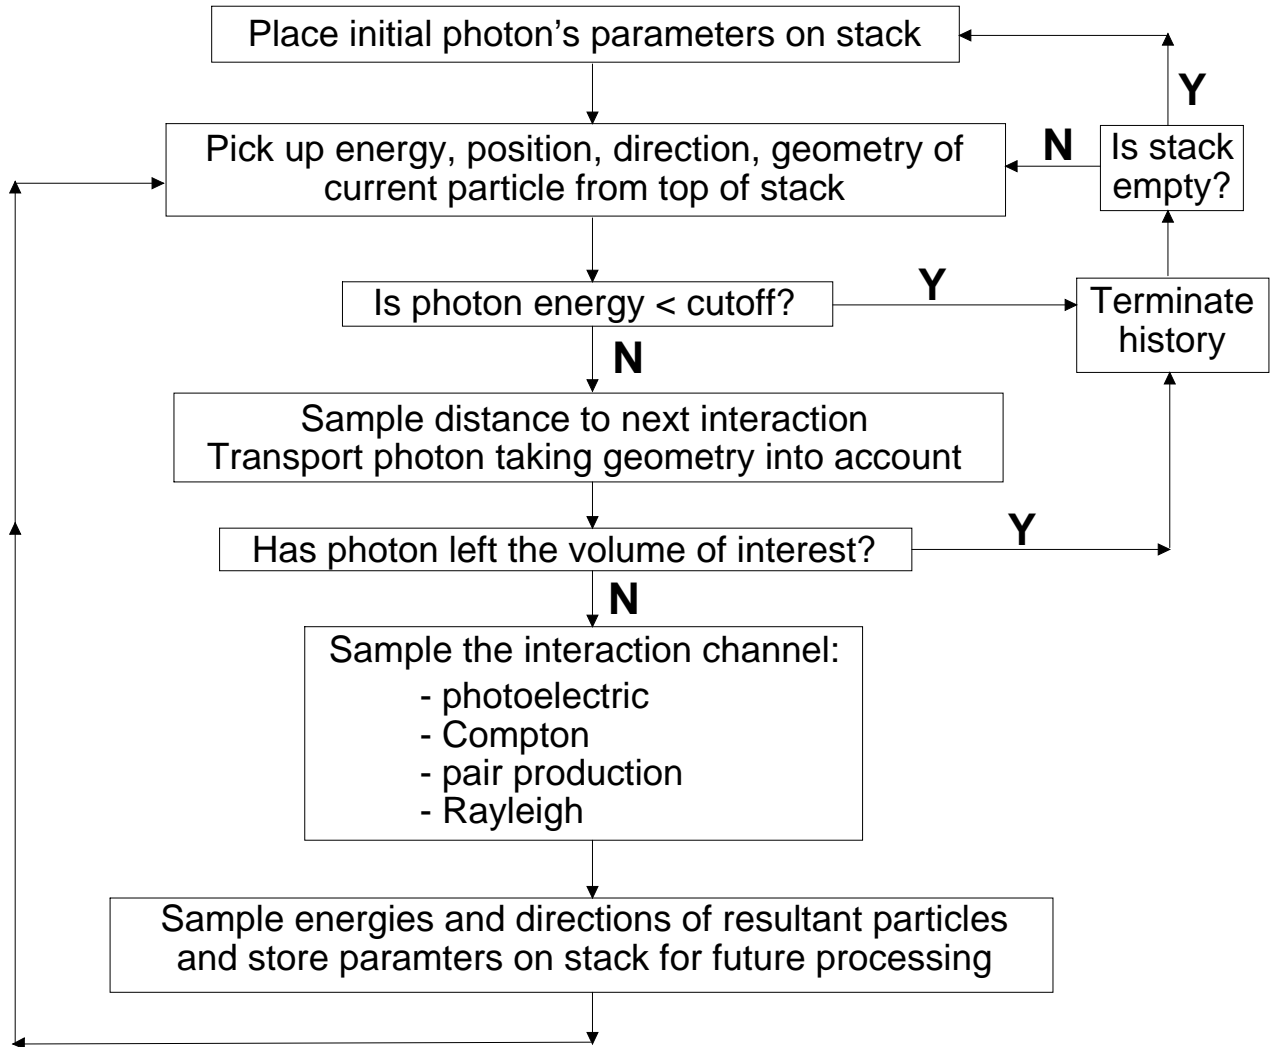 Place initial photon's parameters on stack
Y
Pick up energy, position, direction, geometry of
current particle from top of stack
N
Is stack
empty?
Is photon energy < cutoff?
Y
Terminate
history
N
Sample distance to next interaction
Transport photon taking geometry into account
Has photon left the volume of interest?
Y
N
Sample the interaction channel:
- photoelectric
- Compton
- pair production
- Rayleigh
Sample energies and directions of resultant particles
and store paramters on stack for future processing